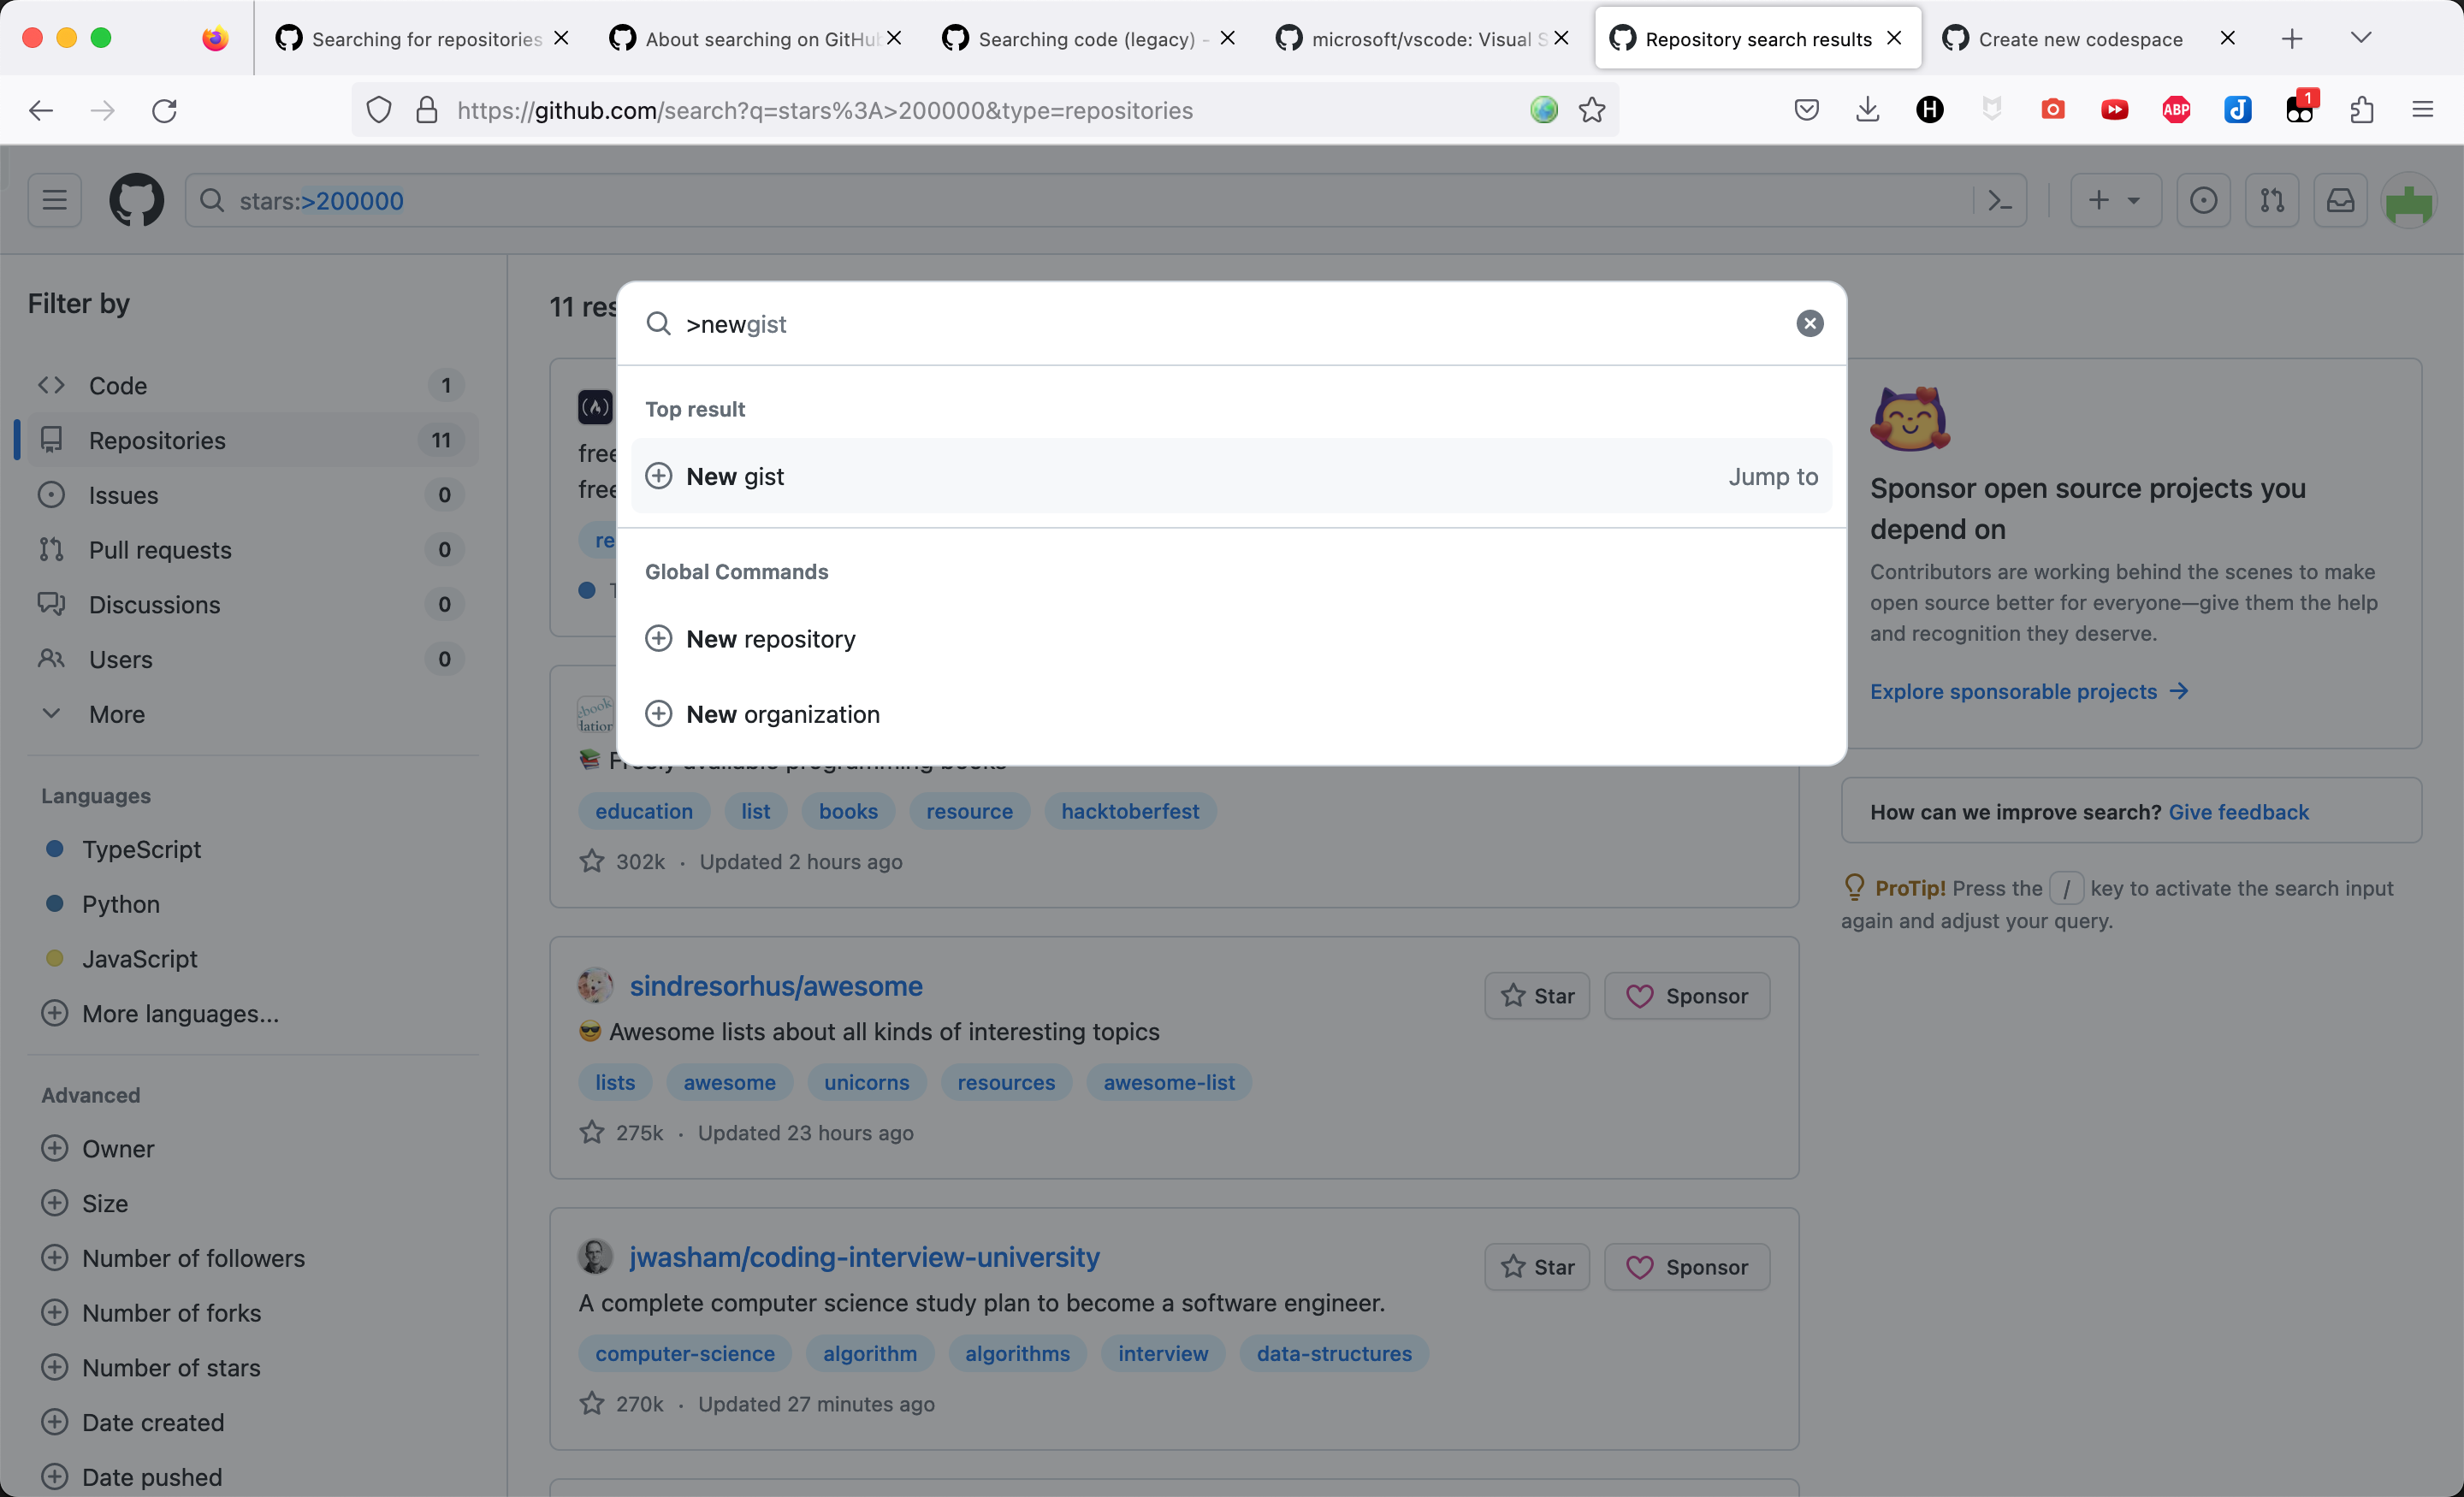 Searching for repositories
About searching on GitHub
Searching code (legacy) -
microsoft/vscode: Visual S
Repository search results
Create new codespace
https://github.com/search?q=stars%3A>200000&type=repositories
H
ABP
J
1
stars:>200000
Filter by
Code 1
Repositories 11
Issues 0
Pull requests 0
Discussions 0
Users 0
More
Languages
TypeScript
Python
JavaScript
More languages...
Advanced
Owner
Size
Number of followers
Number of forks
Number of stars
Date created
Date pushed
11 res
>newgist
Top result
New gist Jump to
Global Commands
New repository
New organization
free
free
re
education list books resource hacktoberfest
302k · Updated 2 hours ago
sindresorhus/awesome
Star Sponsor
Awesome lists about all kinds of interesting topics
lists awesome unicorns resources awesome-list
275k · Updated 23 hours ago
jwasham/coding-interview-university
Star Sponsor
A complete computer science study plan to become a software engineer.
computer-science algorithm algorithms interview data-structures
270k · Updated 27 minutes ago
Sponsor open source projects you
depend on
Contributors are working behind the scenes to make
open source better for everyone—give them the help
and recognition they deserve.
Explore sponsorable projects →
How can we improve search? Give feedback
ProTip! Press the / key to activate the search input
again and adjust your query.